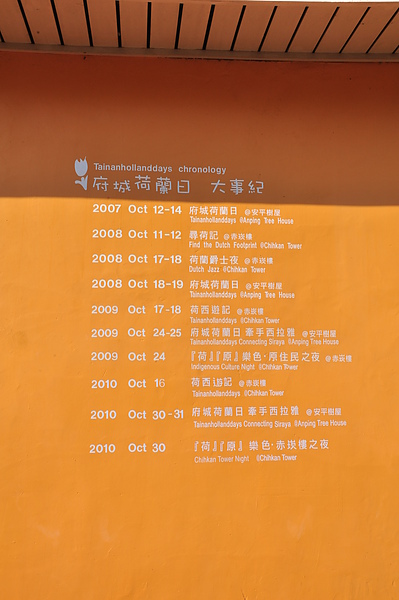 Tainanhollanddays chronology
府城荷蘭日 大事紀
2007 Oct 12-14 府城荷蘭日 @安平樹屋
Tainanhollanddays @Anping Tree House
2008 Oct 11-12 尋荷記 @赤崁樓
Find the Dutch Footprint @Chihkan Tower
2008 Oct 17-18 荷蘭爵士夜 @赤崁樓
Dutch Jazz @Chihkan Tower
2008 Oct 18-19 府城荷蘭日 @安平樹屋
Tainanhollanddays @Anping Tree House
2009 Oct 17-18 荷西遊記 @赤崁樓
Tainanhollanddays @Chihkan Tower
2009 Oct 24-25 府城荷蘭日 牽手西拉雅 @安平樹屋
Tainanhollanddays Connecting Siraya @Anping Tree House
2009 Oct 24 『荷』『原』樂色·原住民之夜 @赤崁樓
Indigenous Culture Night @Chihkan Tower
2010 Oct 16 荷西遊記 @赤崁樓
Tainanhollanddays @Chihkan Tower
2010 Oct 30-31 府城荷蘭日 牽手西拉雅 @安平樹屋
Tainanhollanddays Connecting Siraya @Anping Tree House
2010 Oct 30 『荷』『原』樂色·赤崁樓之夜
Chihkan Tower Night @Chihkan Tower